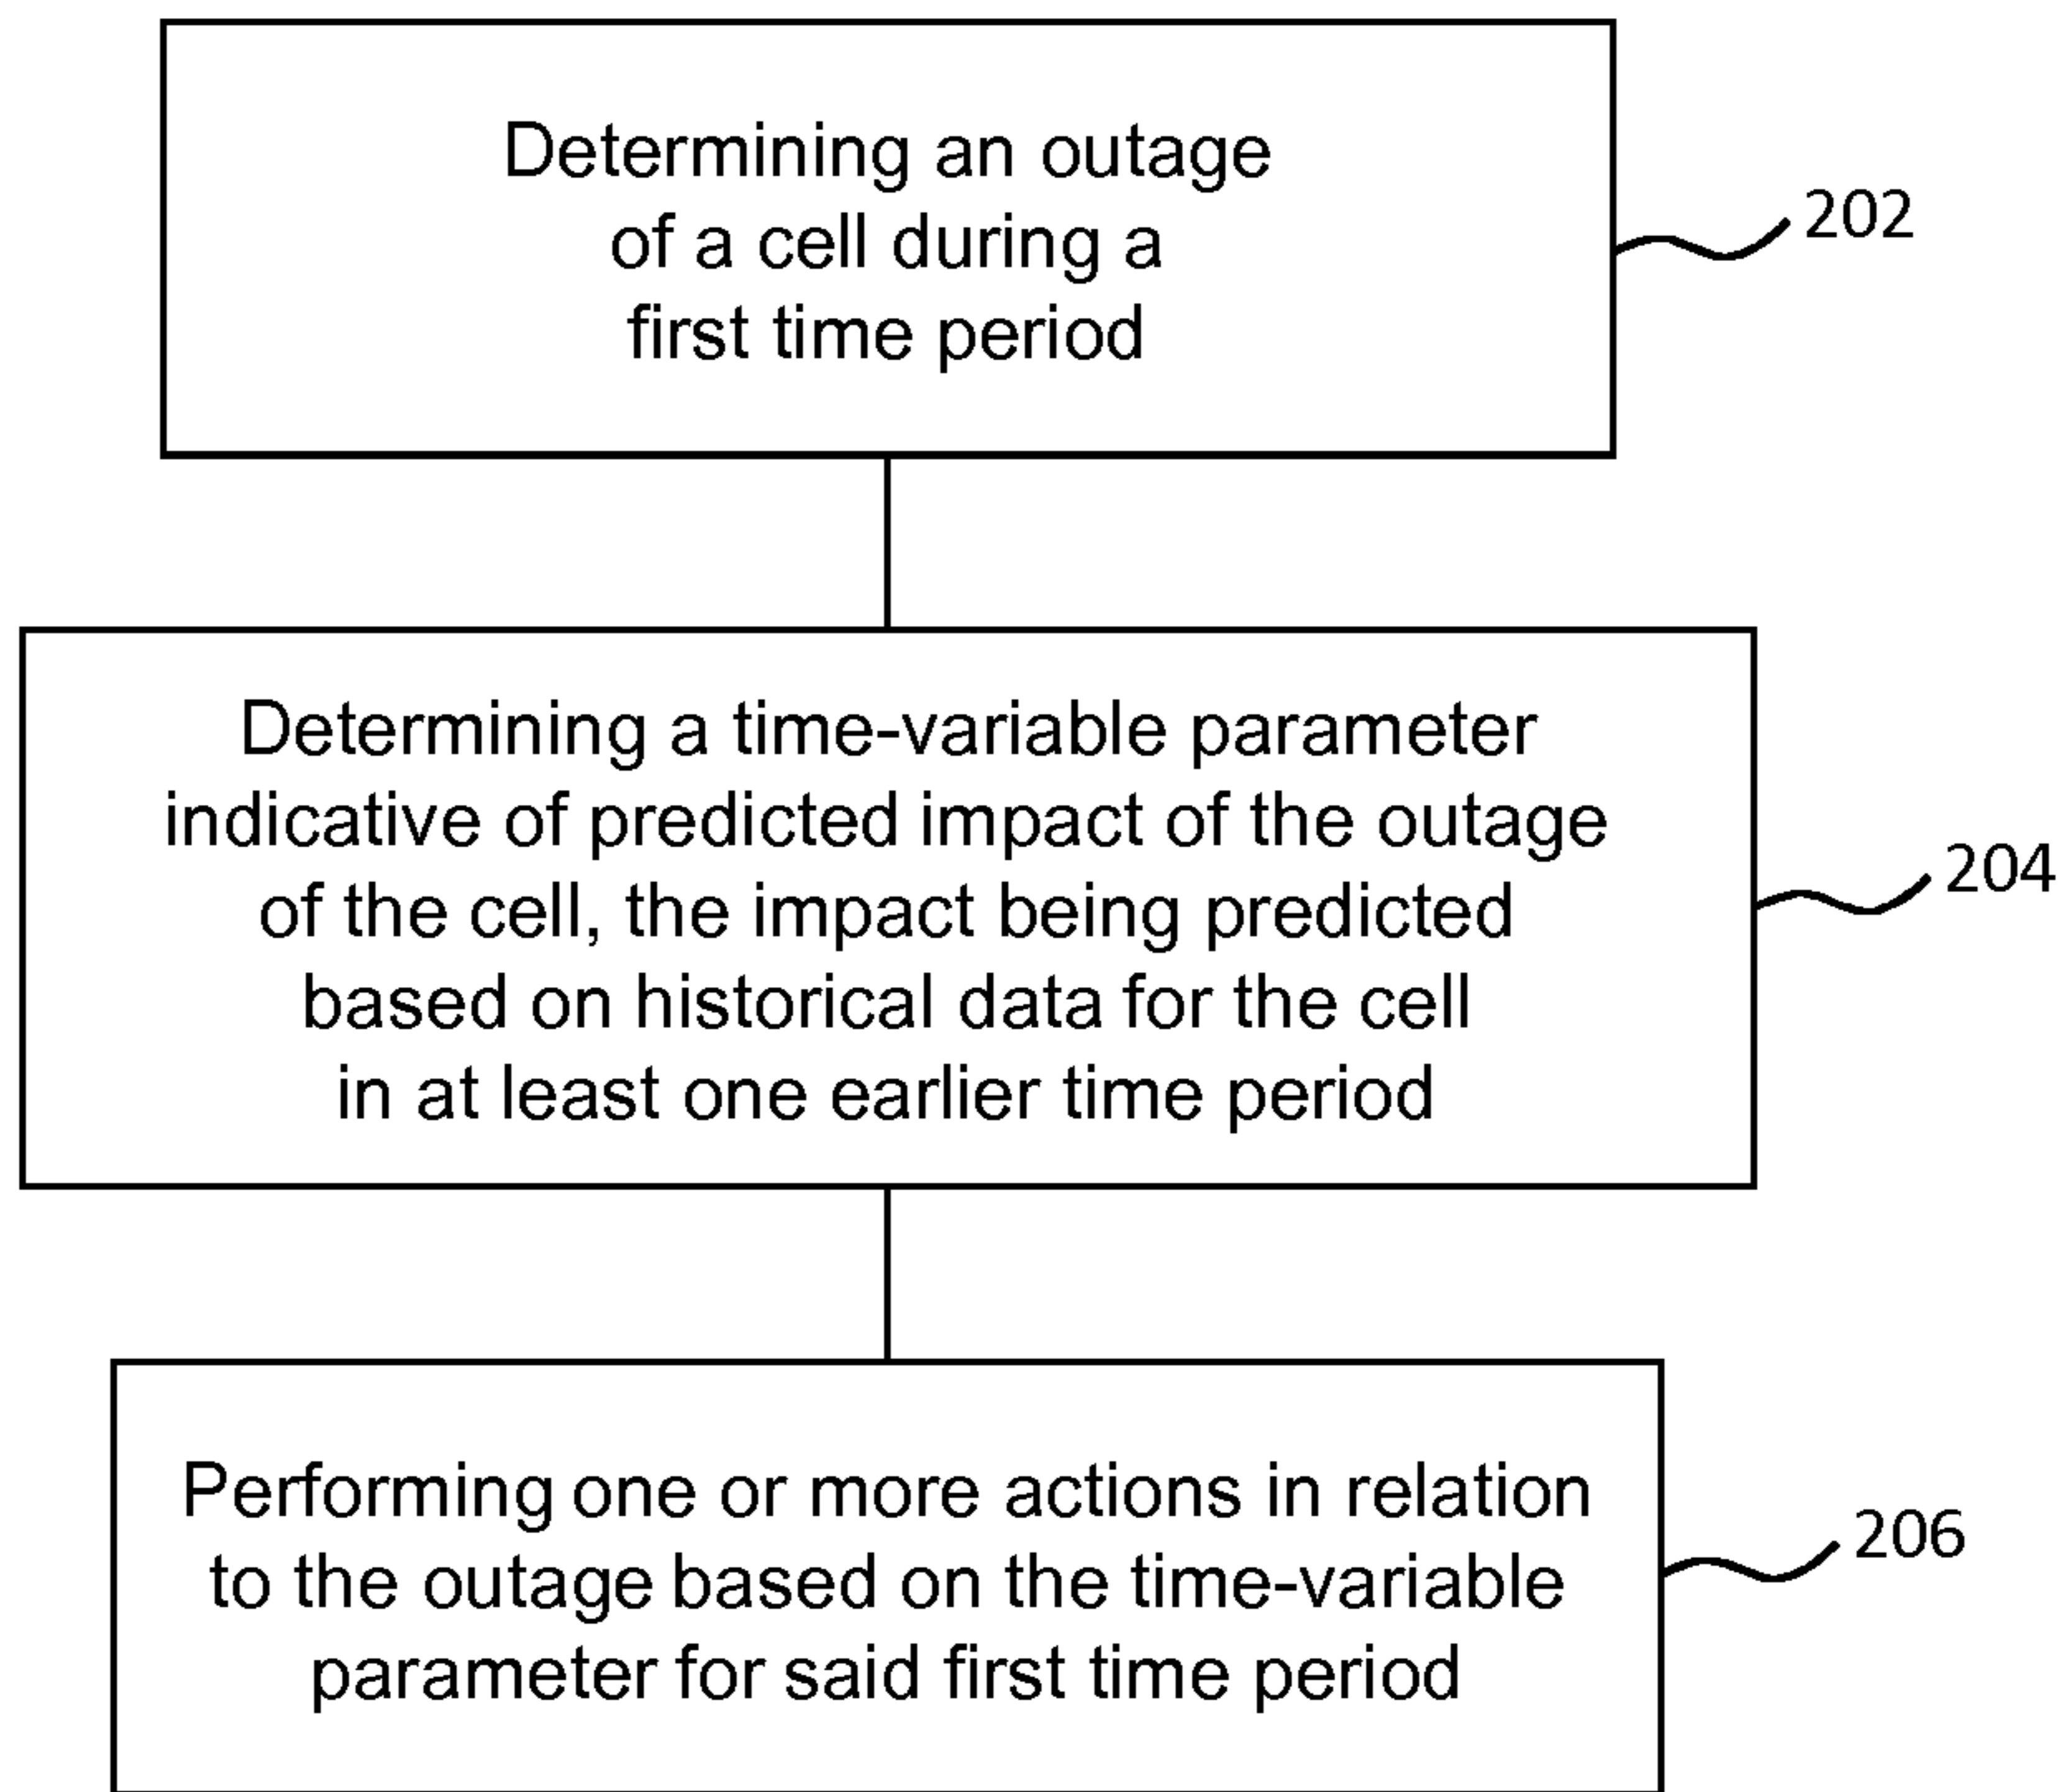 Determining an outage
of a cell during a
first time period
202
Determining a time-variable parameter
indicative of predicted impact of the outage
of the cell, the impact being predicted
based on historical data for the cell
in at least one earlier time period
204
Performing one or more actions in relation
to the outage based on the time-variable
parameter for said first time period
206